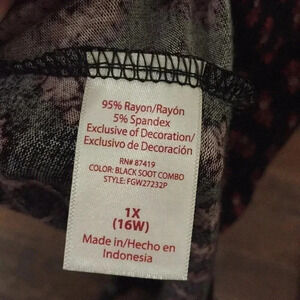 95% Rayon/Rayón
5% Spandex
Exclusive of Decoration/
Exclusivo de Decoración
RN# 87419
COLOR: BLACK SOOT COMBO
STYLE: FGW27232P
1X
(16W)
Made in/Hecho en
Indonesia